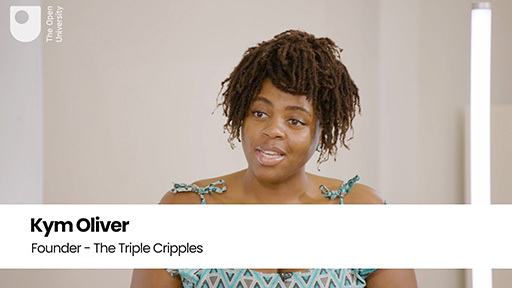 The Open
University
Kym Oliver
Founder - The Triple Cripples